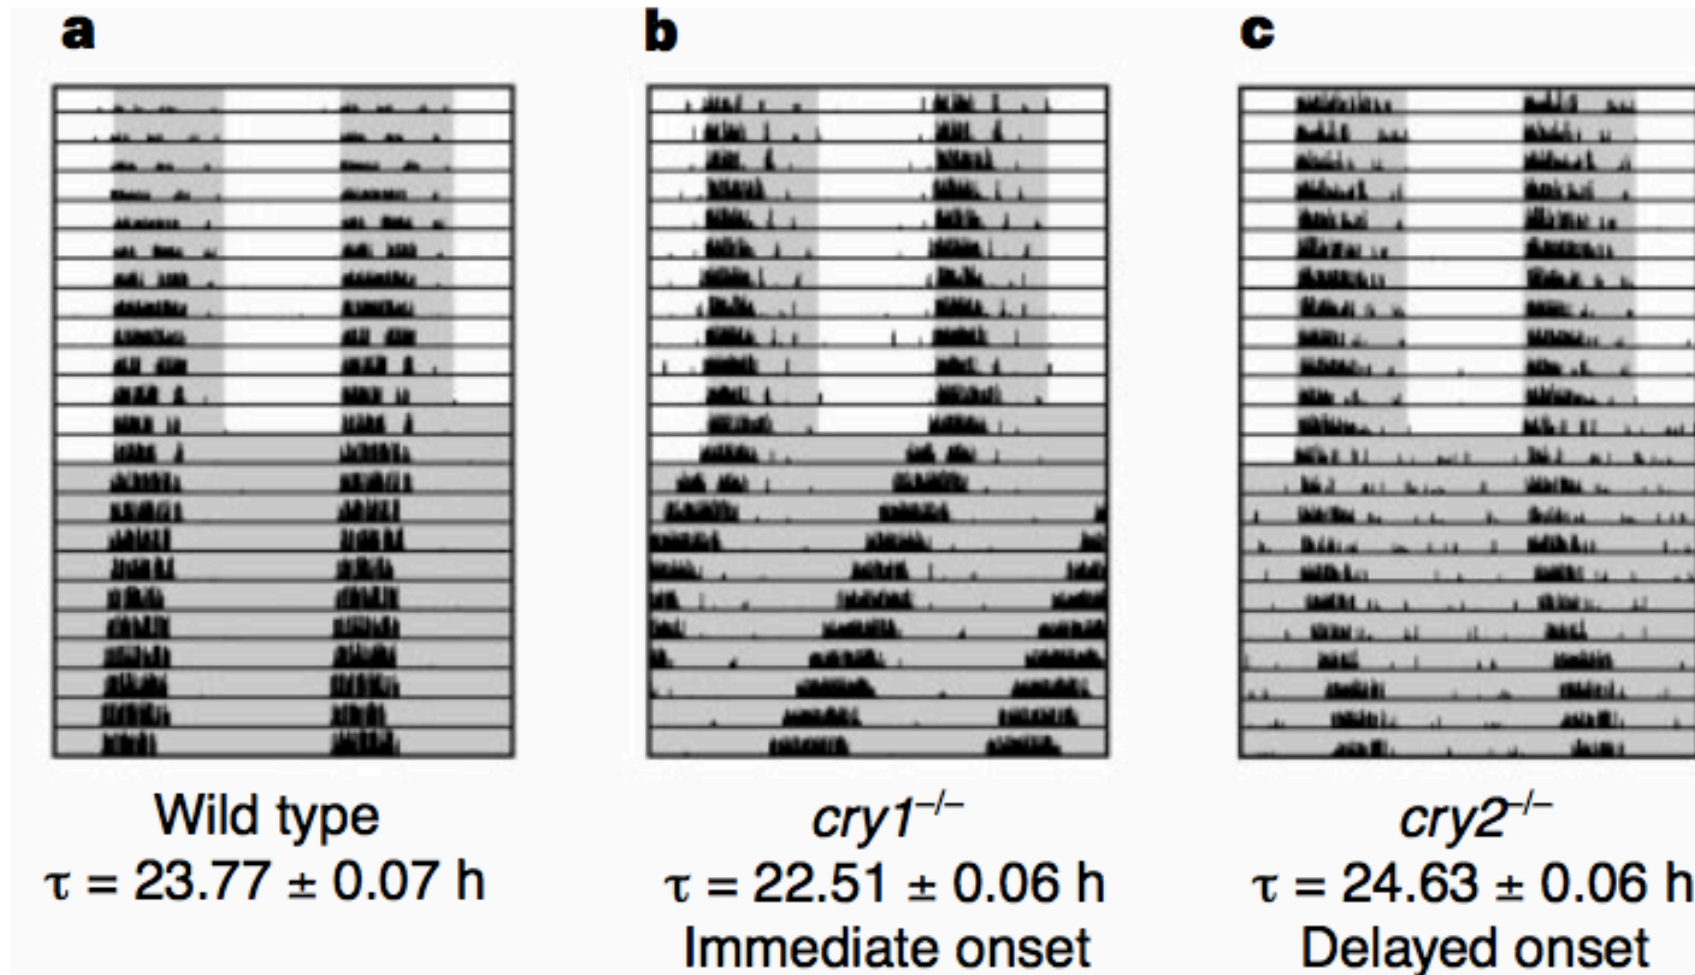 a
b
c
Wild type
τ = 23.77 ± 0.07 h
cry1–/–
τ = 22.51 ± 0.06 h
Immediate onset
cry2–/–
τ = 24.63 ± 0.06 h
Delayed onset